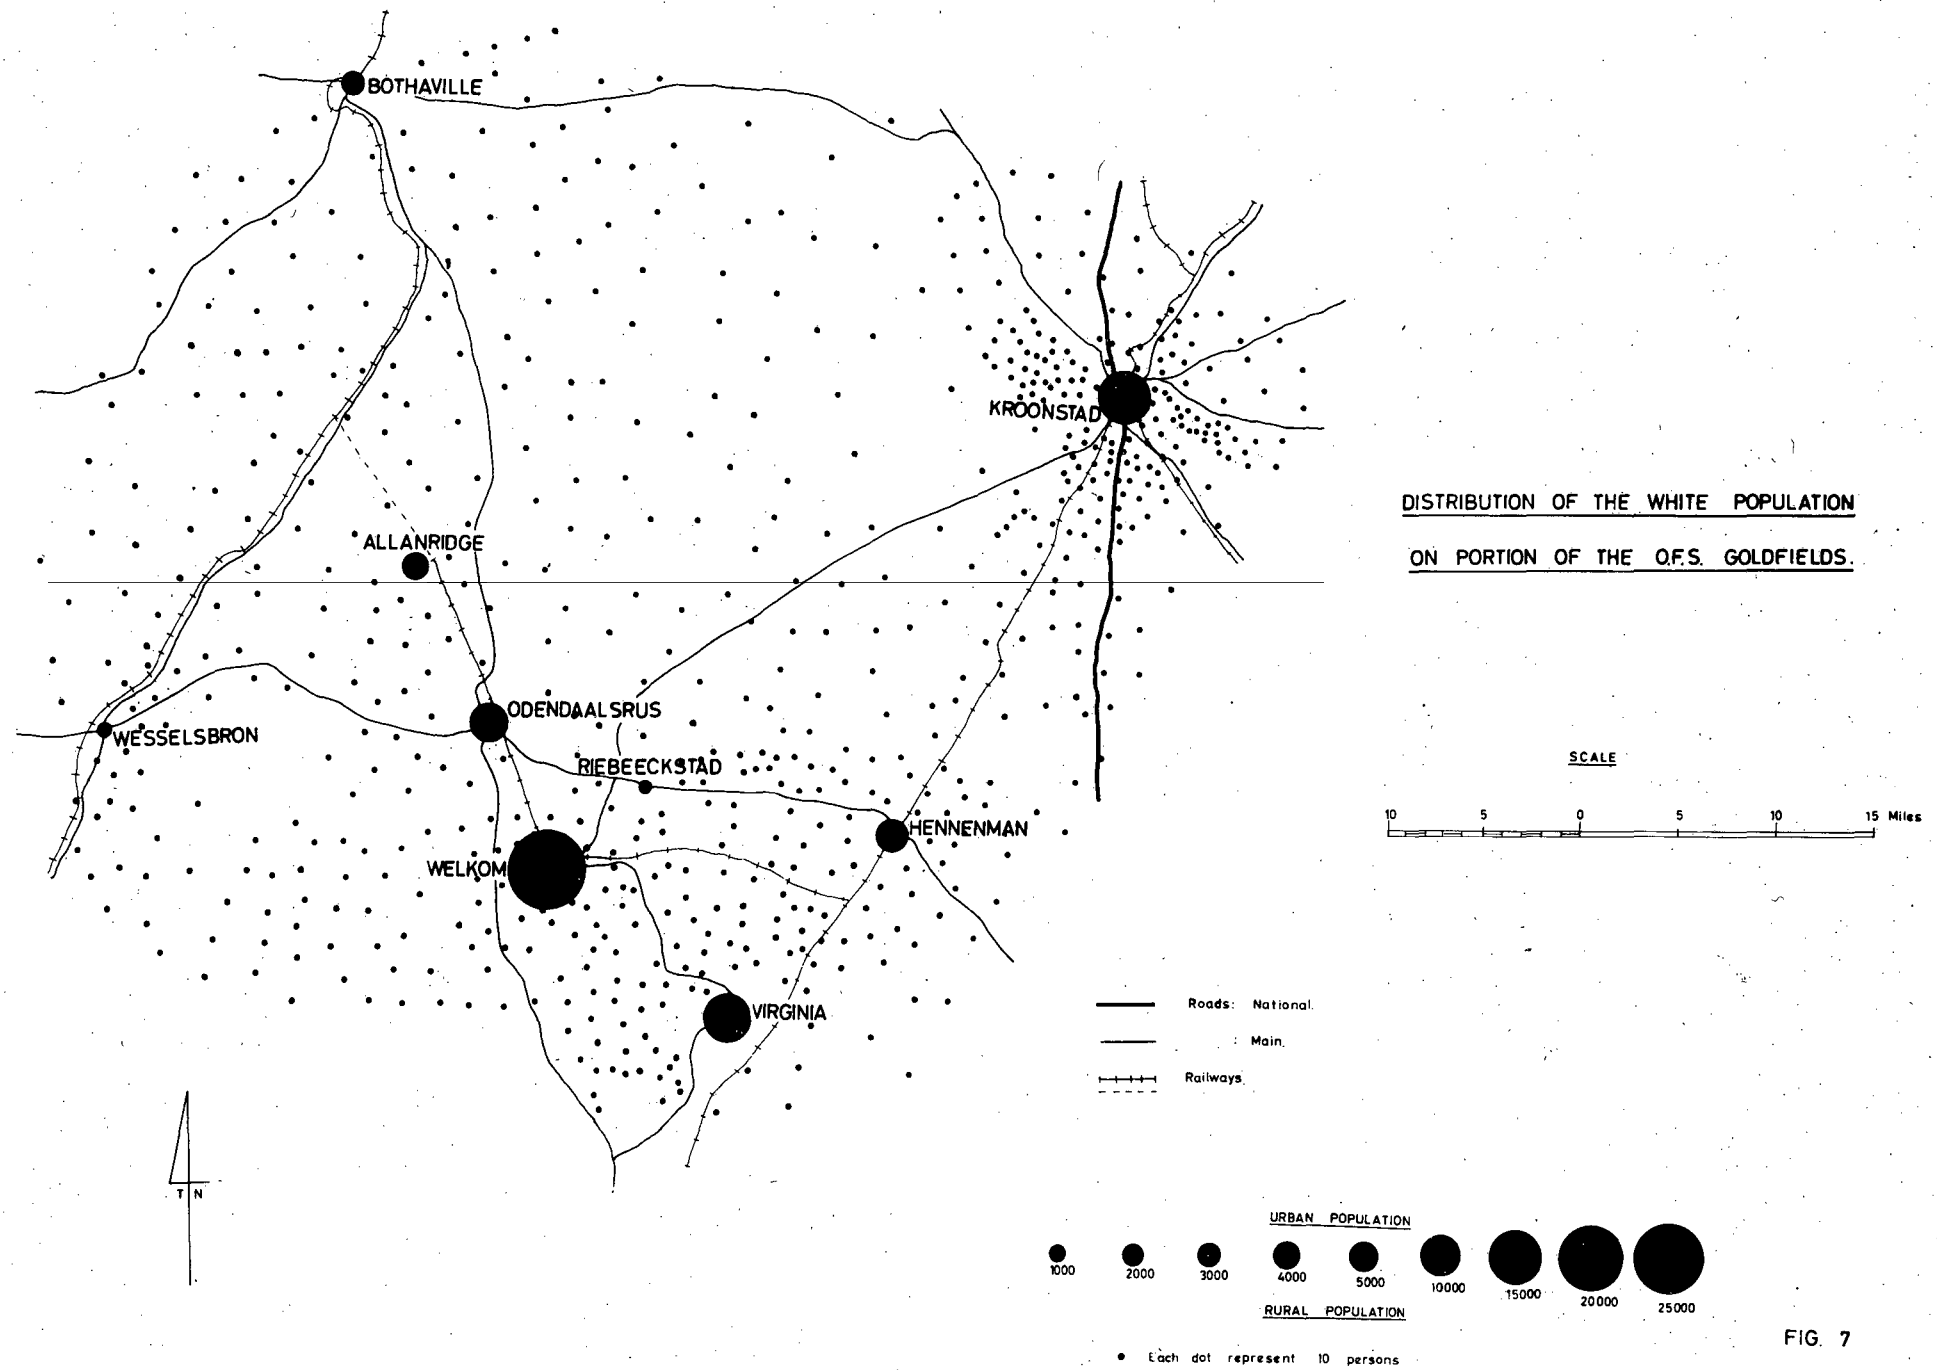 BOTHAVILLE
KROONSTAD
DISTRIBUTION OF THE WHITE POPULATION
ON PORTION OF THE O.F.S. GOLDFIELDS.
ALLANRIDGE
ODENDAALSRUS
WESSELSBRON
RIEBEECKSTAD
SCALE
10 5 0 5 10 15 Miles
HENNENMAN
WELKOM
VIRGINIA
Roads: National.
: Main.
Railways.
T N
URBAN POPULATION
1000 2000 3000 4000 5000 10000 15000 20000 25000
RURAL POPULATION
Each dot represent 10 persons
FIG. 7